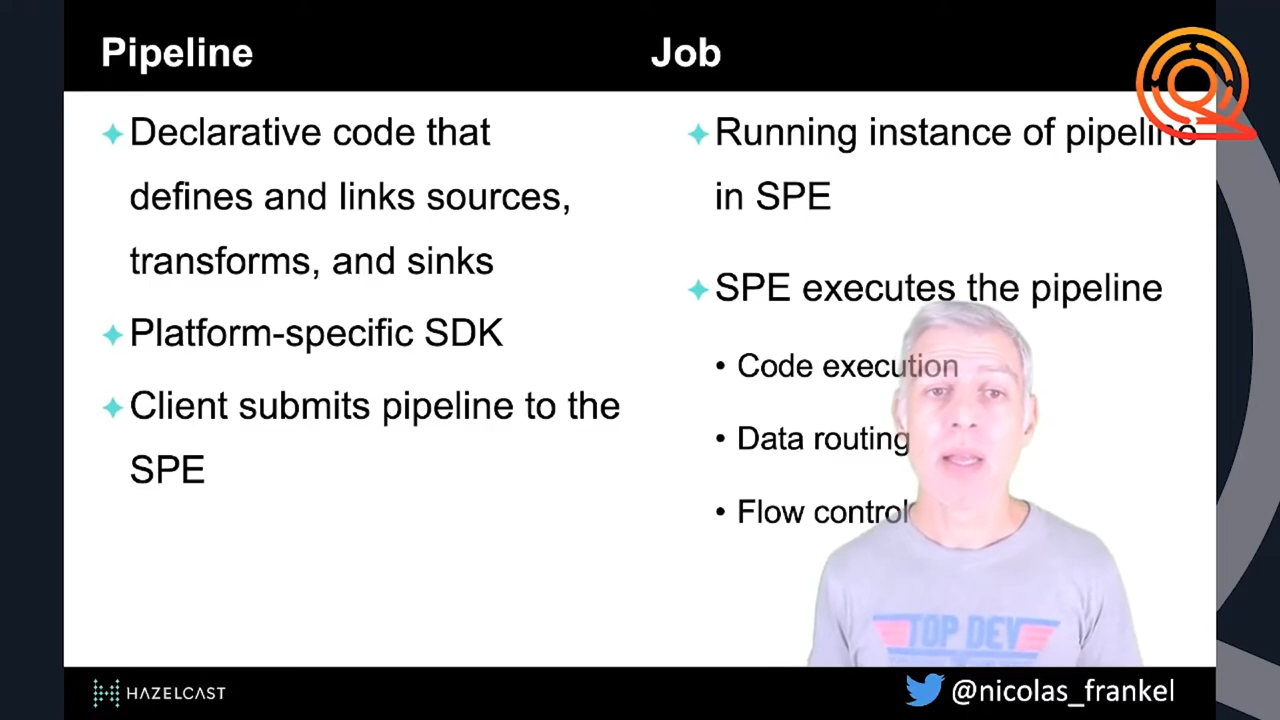 Pipeline
Declarative code that
defines and links sources,
transforms, and sinks
Platform-specific SDK
Client submits pipeline to the
SPE
Job
Running instance of pipeline
in SPE
SPE executes the pipeline
Code execution
Data routing
Flow control
TOP DEV
HAZELCAST
@nicolas_frankel